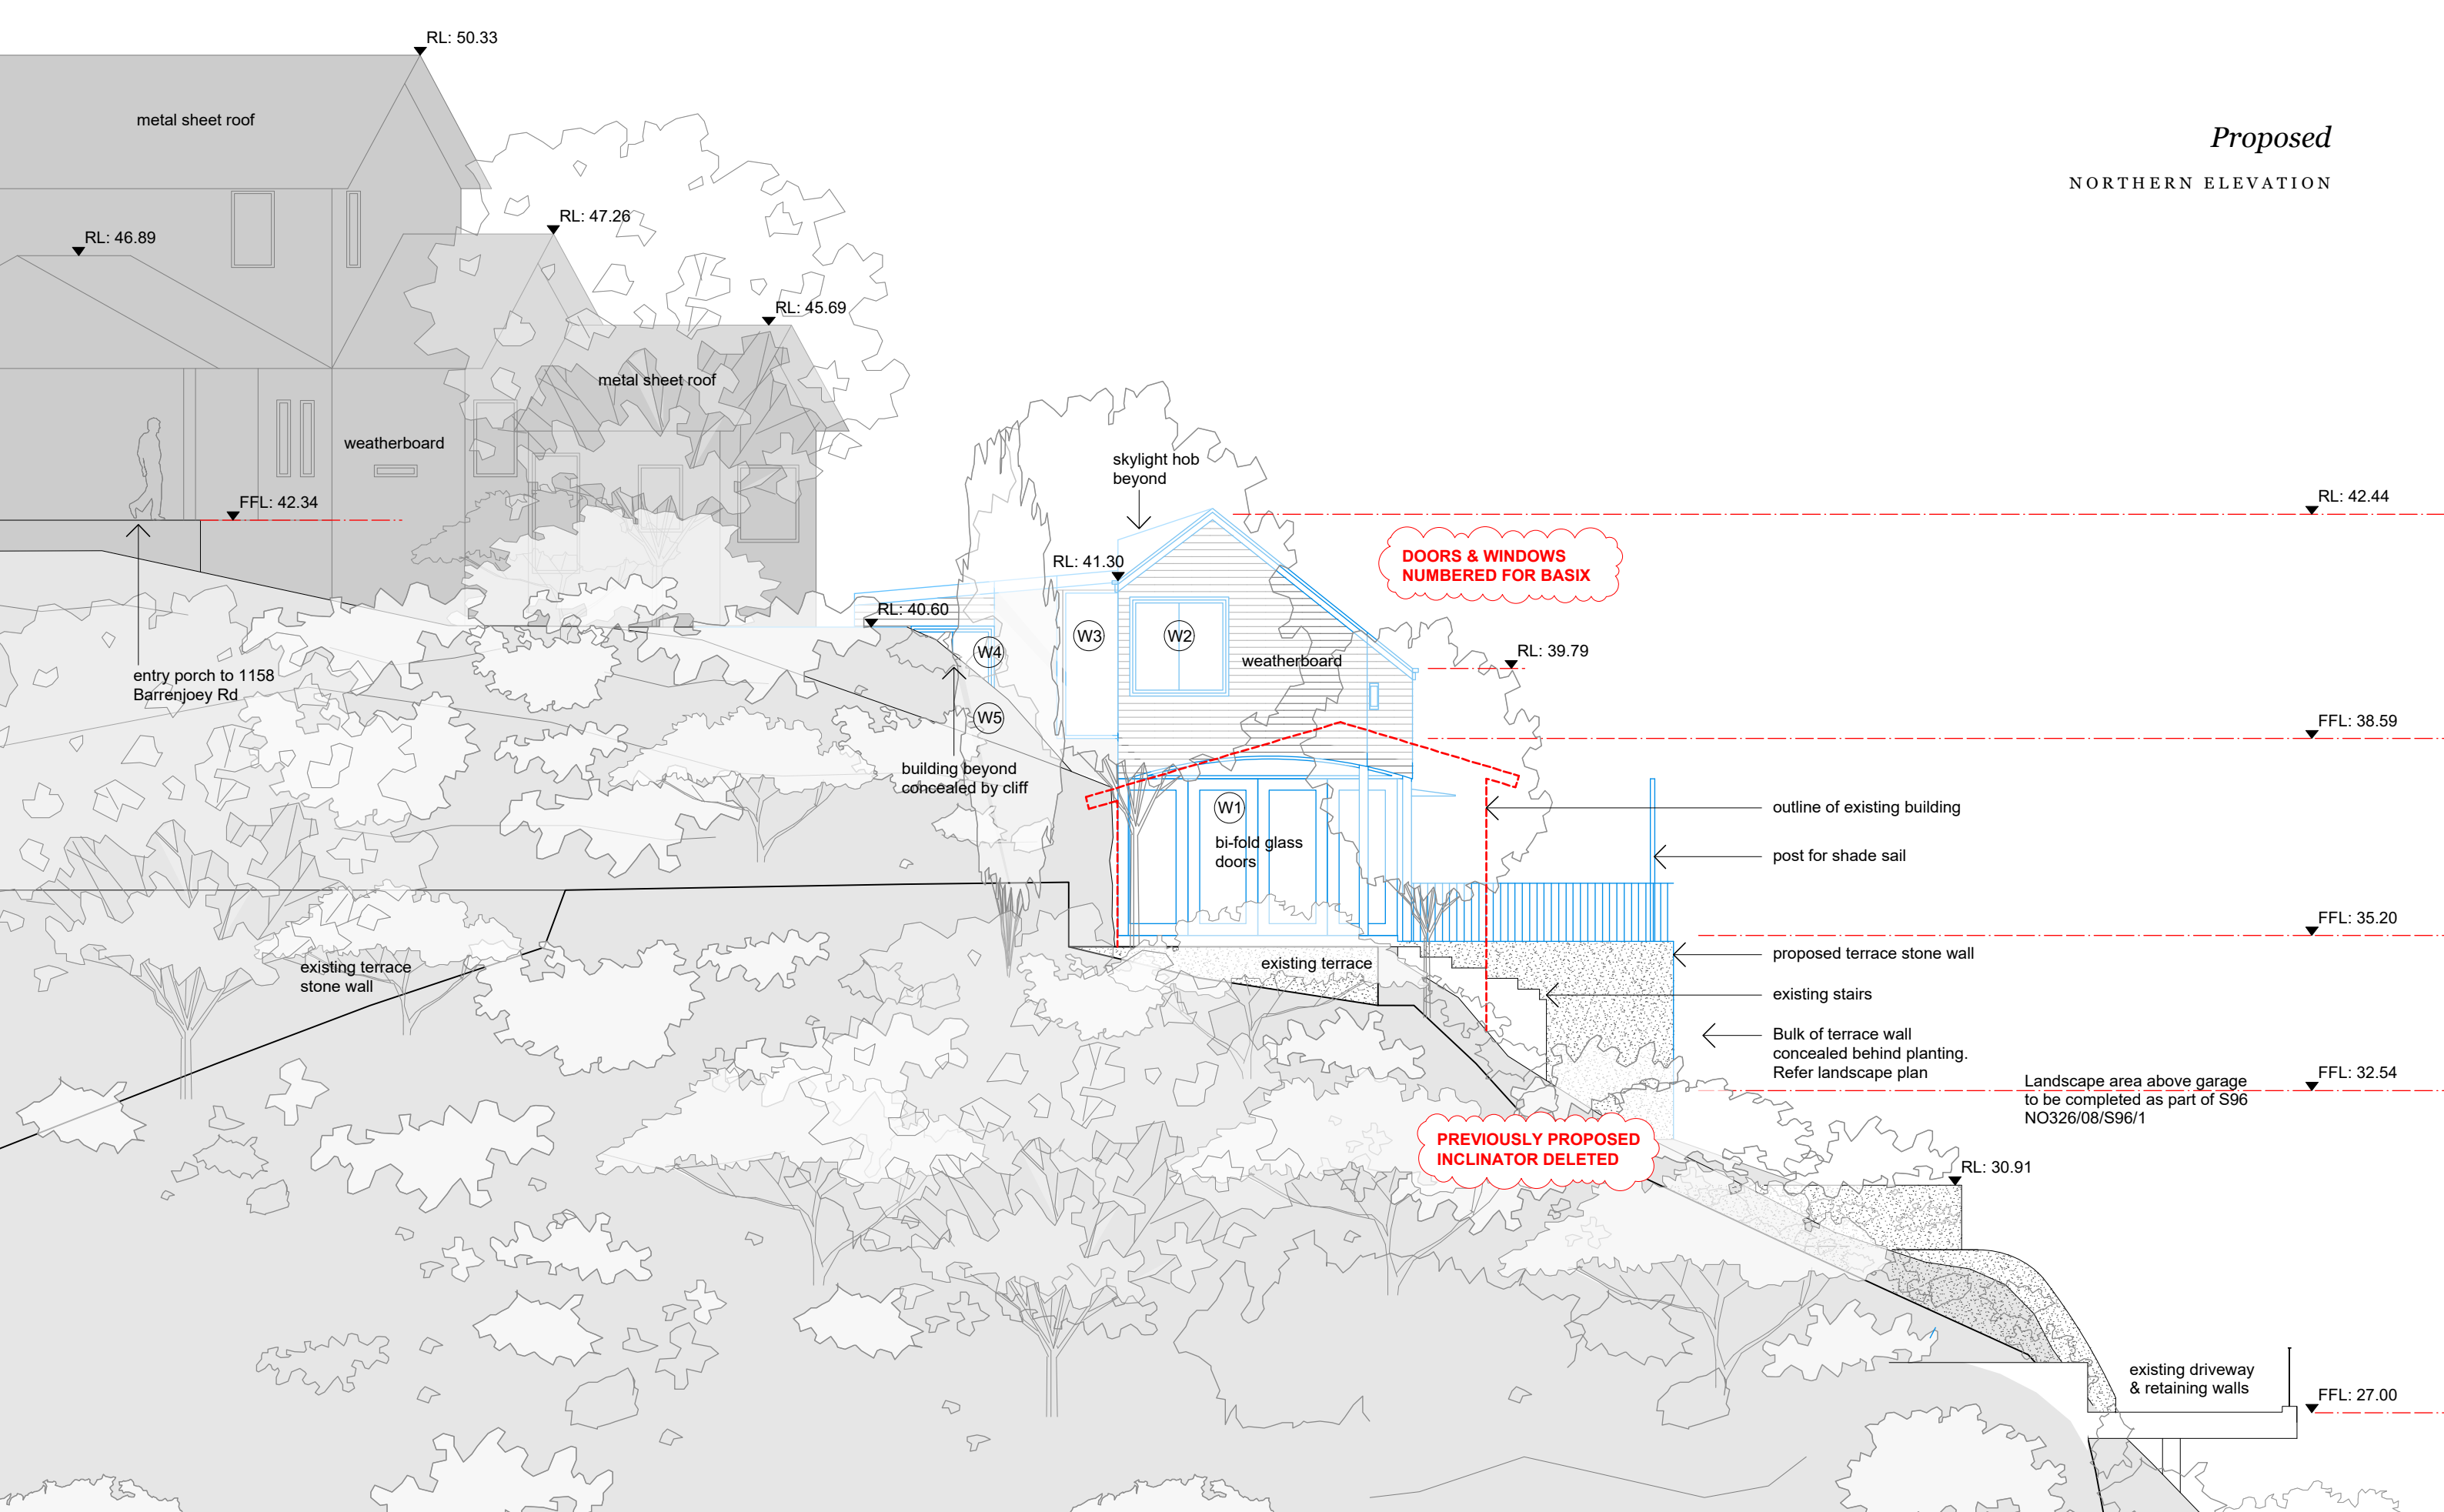 RL: 50.33
metal sheet roof
Proposed
NORTHERN ELEVATION
RL: 47.26
RL: 46.89
RL: 45.69
metal sheet roof
weatherboard
skylight hob
beyond
FFL: 42.34
RL: 42.44
DOORS & WINDOWS
NUMBERED FOR BASIX
RL: 41.30
RL: 40.60
W4
W3
W2
weatherboard
RL: 39.79
entry porch to 1158
Barrenjoey Rd
W5
FFL: 38.59
building beyond
concealed by cliff
W1
bi-fold glass
doors
outline of existing building
post for shade sail
FFL: 35.20
existing terrace
stone wall
existing terrace
proposed terrace stone wall
existing stairs
Bulk of terrace wall
concealed behind planting.
Refer landscape plan
FFL: 32.54
Landscape area above garage
to be completed as part of S96
NO326/08/S96/1
PREVIOUSLY PROPOSED
INCLINATOR DELETED
RL: 30.91
existing driveway
& retaining walls
FFL: 27.00